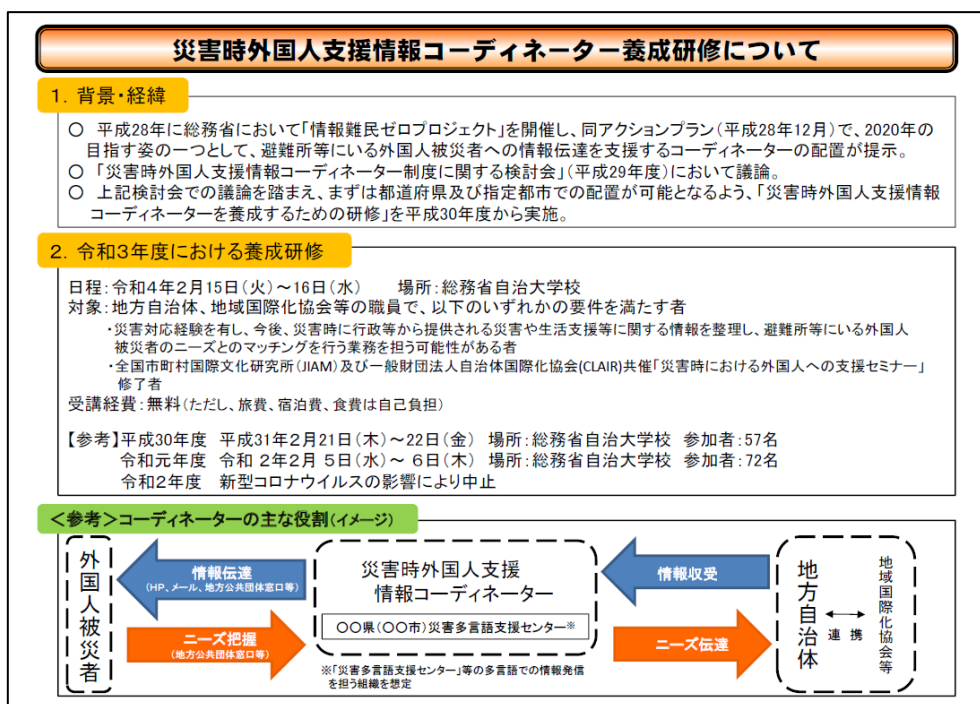 災害時外国人支援情報コーディネーター養成研修について
1．背景・経緯
○　平成28年に総務省において「情報難民ゼロプロジェクト」を開催し、同アクションプラン（平成28年12月）で、2020年の
目指す姿の一つとして、避難所等にいる外国人被災者への情報伝達を支援するコーディネーターの配置が提示。
○　「災害時外国人支援情報コーディネーター制度に関する検討会」（平成29年度）において議論。
○　上記検討会での議論を踏まえ、まずは都道府県及び指定都市での配置が可能となるよう、「災害時外国人支援情報
コーディネーターを養成するための研修」を平成30年度から実施。
2．令和3年度における養成研修
日程：令和4年2月15日（火）～16日（水）　　場所：総務省自治大学校
対象：地方自治体、地域国際化協会等の職員で、以下のいずれかの要件を満たす者
・災害対応経験を有し、今後、災害時に行政等から提供される災害や生活支援等に関する情報を整理し、避難所等にいる外国人
被災者のニーズとのマッチングを行う業務を担う可能性がある者
・全国市町村国際文化研究所（JIAM）及び一般財団法人自治体国際化協会(CLAIR)共催「災害時における外国人への支援セミナー」
修了者
受講経費：無料（ただし、旅費、宿泊費、食費は自己負担）
【参考】平成30年度　平成31年2月21日（木）～22日（金）　場所：総務省自治大学校　参加者：57名
令和元年度　令和 2年2月 5日（水）～ 6日（木）　場所：総務省自治大学校　参加者：72名
令和2年度　新型コロナウイルスの影響により中止
＜参考＞コーディネーターの主な役割（イメージ）
外国人被災者
情報伝達
（HP、メール、地方公共団体窓口等）
ニーズ把握
（地方公共団体窓口等）
災害時外国人支援
情報コーディネーター
○○県（○○市）災害多言語支援センター※
※「災害多言語支援センター」等の多言語での情報発信
を担う組織を想定
情報収受
ニーズ伝達
地方自治体
連携
地域国際化協会等